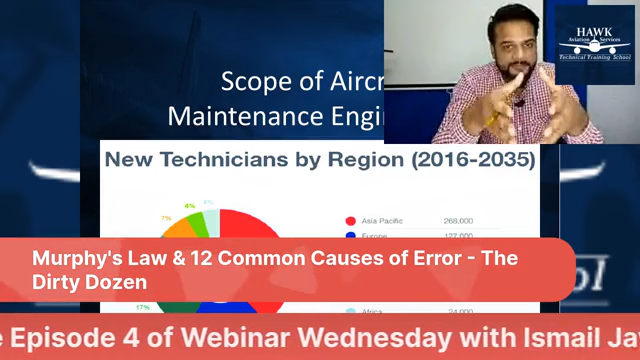 HAWK
Aviation Services
Technical Training School
Scope of Aircr
Maintenance Engi
New Technicians by Region (2016-2035)
4%
7%
Asia Pacific 268.000
Europe 127.000
Murphy's Law & 12 Common Causes of Error - The
Dirty Dozen
17%
Africa 24.000
e Episode 4 of Webinar Wednesday with Ismail Ja